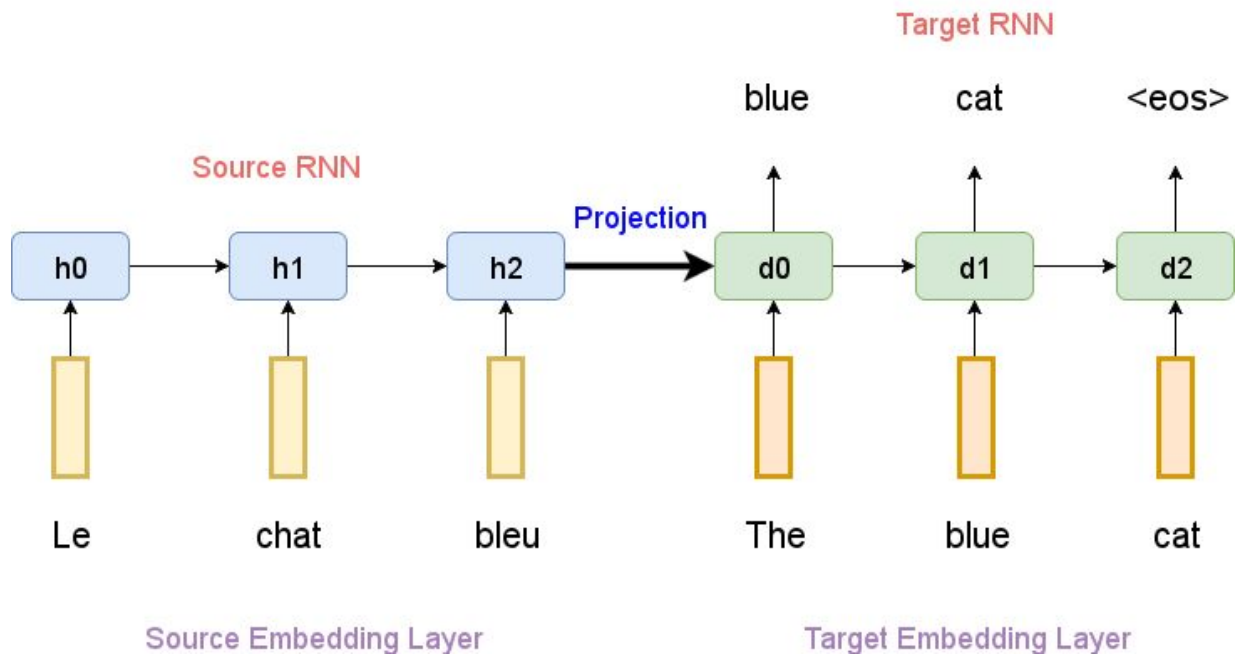 Target RNN
blue cat <eos>
Source RNN
Projection
h0 h1 h2 d0 d1 d2
Le chat bleu The blue cat
Source Embedding Layer Target Embedding Layer